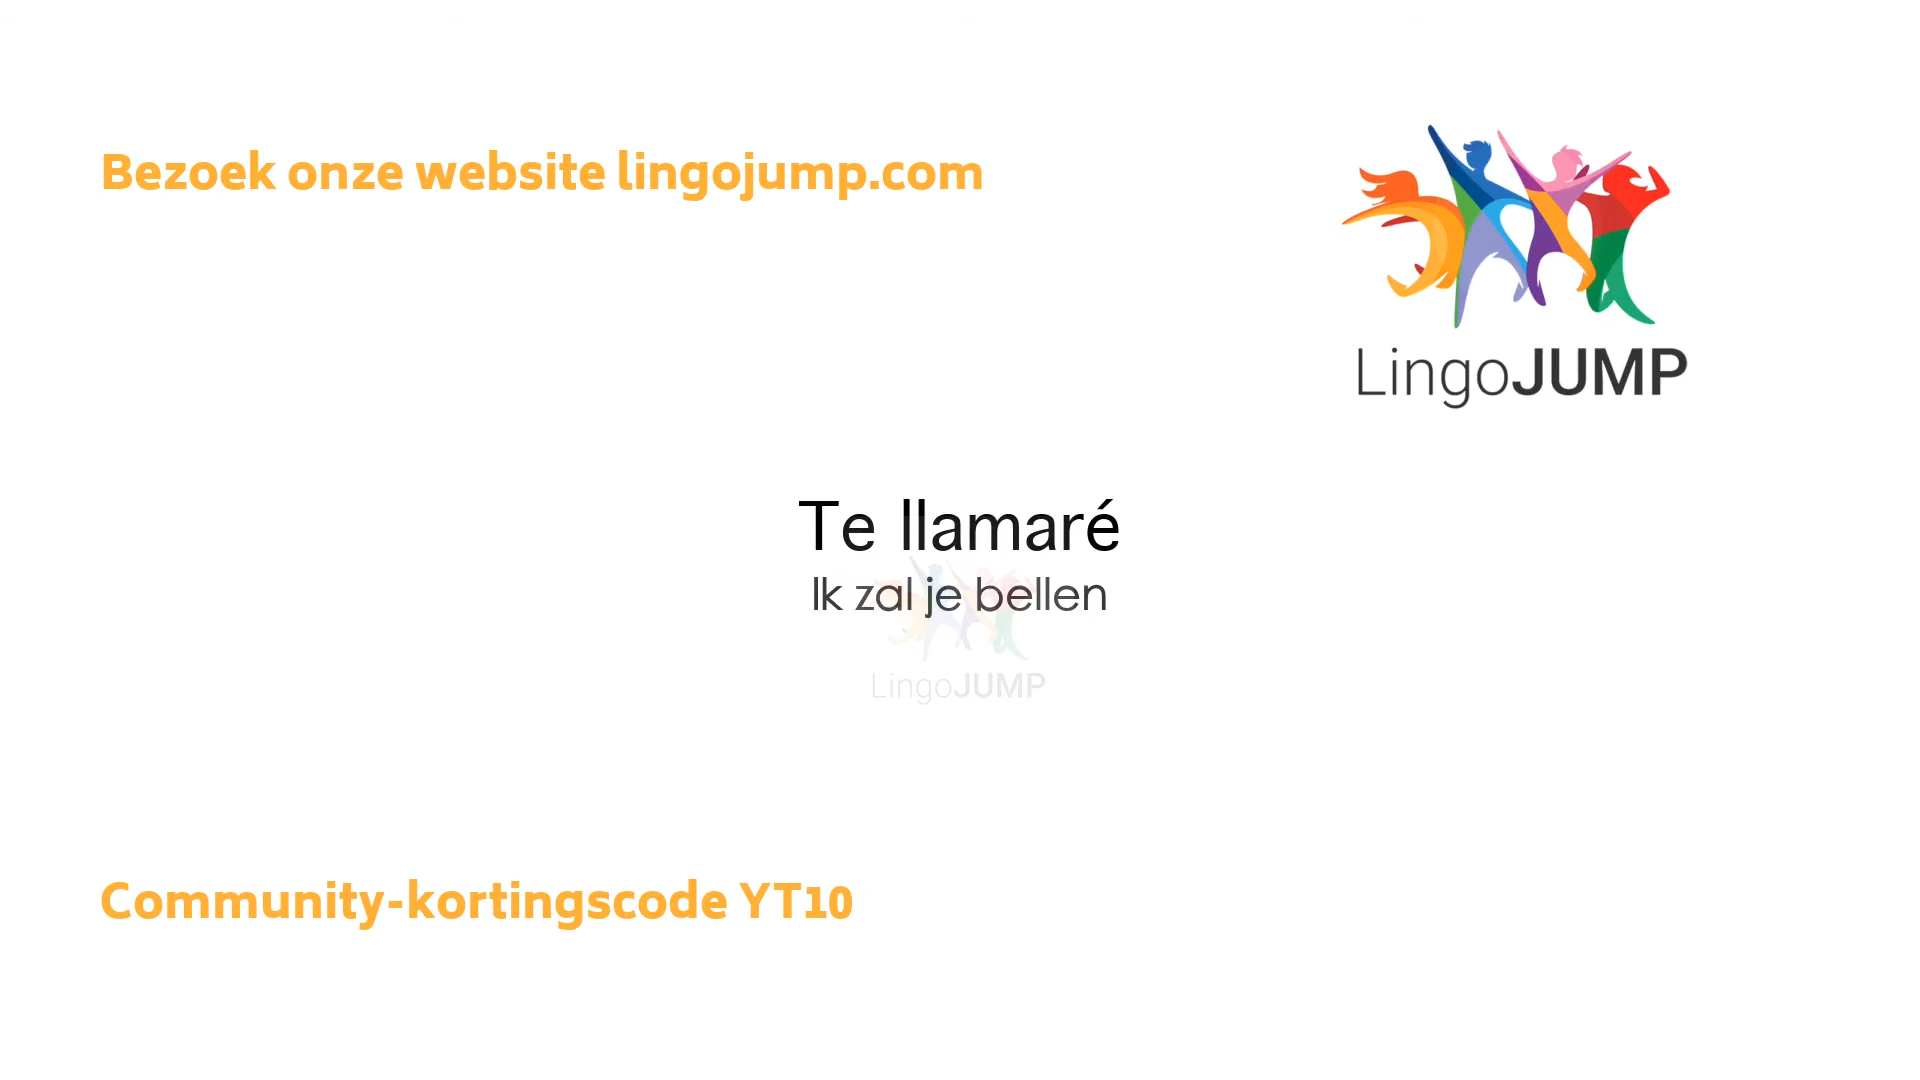 Bezoek onze website lingojump.com
LingoJUMP
Te llamaré
Ik zal je bellen
LingoJUMP
Community-kortingscode YT10